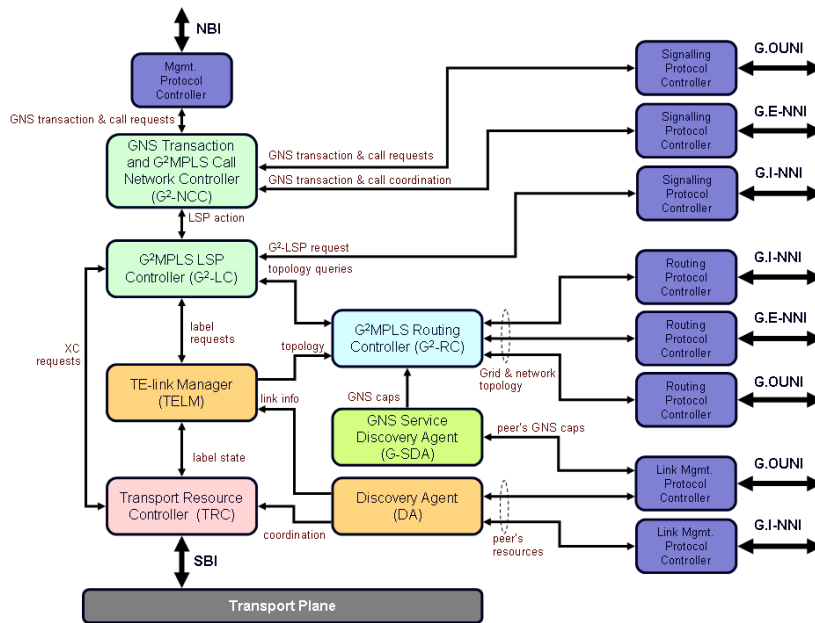 NBI
Mgmt.
Protocol
Controller
GNS transaction & call requests
GNS Transaction
and G²MPLS Call
Network Controller
(G²-NCC)
LSP action
GNS transaction & call requests
GNS transaction & call coordination
G²MPLS LSP
Controller (G²-LC)
G²-LSP request
topology queries
XC
requests
label
requests
topology
G²MPLS Routing
Controller (G²-RC)
Grid & network
topology
TE-link Manager
(TELM)
link info
GNS caps
GNS Service
Discovery Agent
(G-SDA)
peer's GNS caps
label state
Transport Resource
Controller (TRC)
coordination
Discovery Agent
(DA)
peer's
resources
SBI
Transport Plane
Signalling
Protocol
Controller
G.OUNI
Signalling
Protocol
Controller
G.E-NNI
Signalling
Protocol
Controller
G.I-NNI
Routing
Protocol
Controller
G.I-NNI
Routing
Protocol
Controller
G.E-NNI
Routing
Protocol
Controller
G.OUNI
Link Mgmt.
Protocol
Controller
G.OUNI
Link Mgmt.
Protocol
Controller
G.I-NNI